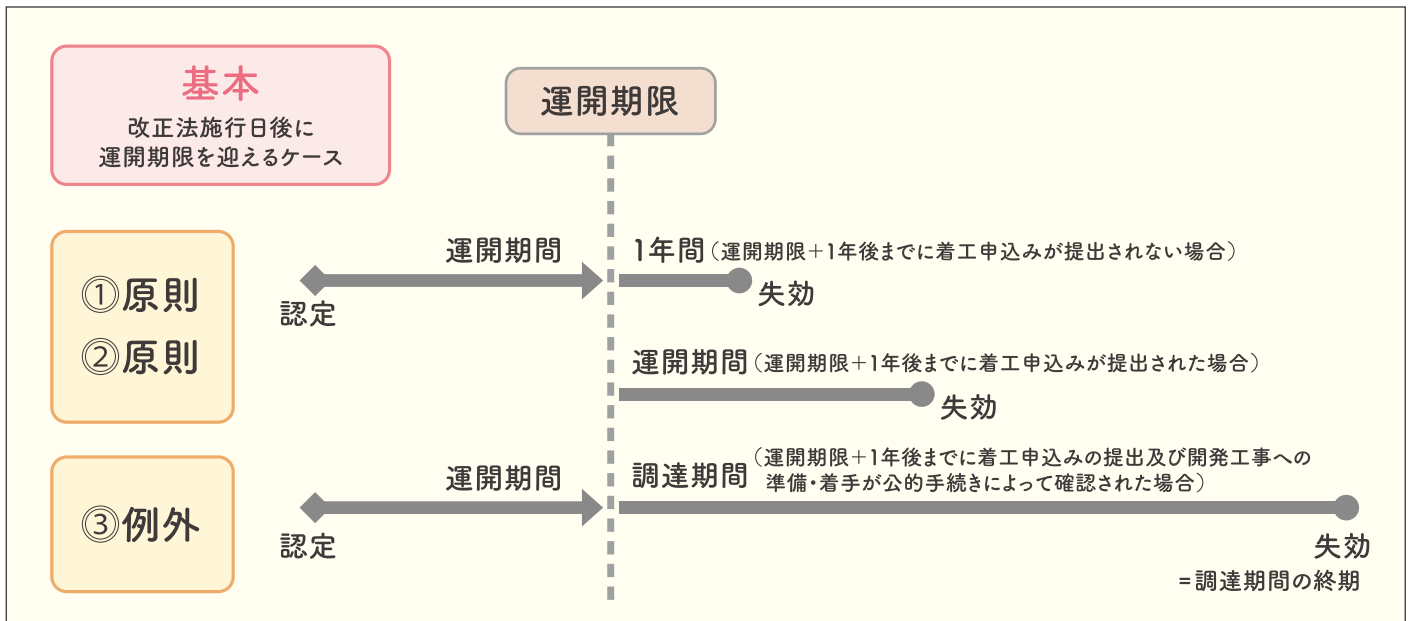 基本
改正法施行日後に
運開期限を迎えるケース
運開期限
①原則
②原則
運開期間
認定
1年間（運開期限＋1年後までに着工申込みが提出されない場合）
失効
運開期間（運開期限＋1年後までに着工申込みが提出された場合）
失効
③例外
運開期間
認定
調達期間（運開期限＋1年後までに着工申込みの提出及び開発工事への
準備・着手が公的手続きによって確認された場合）
失効
＝調達期間の終期